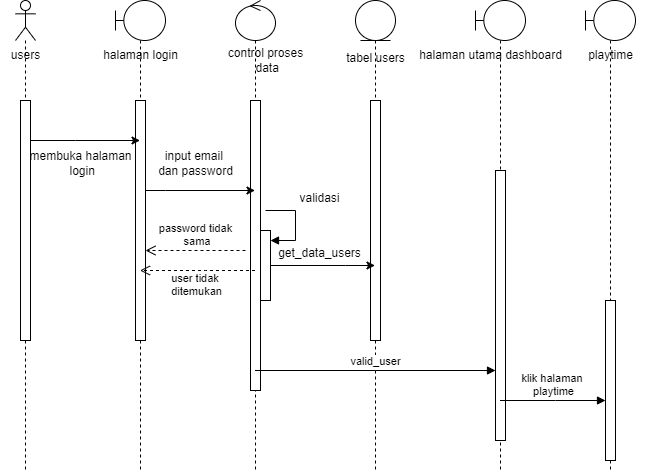 users
halaman login
control proses
data
tabel users
halaman utama dashboard
playtime
membuka halaman
login
input email
dan password
validasi
password tidak
sama
get_data_users
user tidak
ditemukan
valid_user
klik halaman
playtime